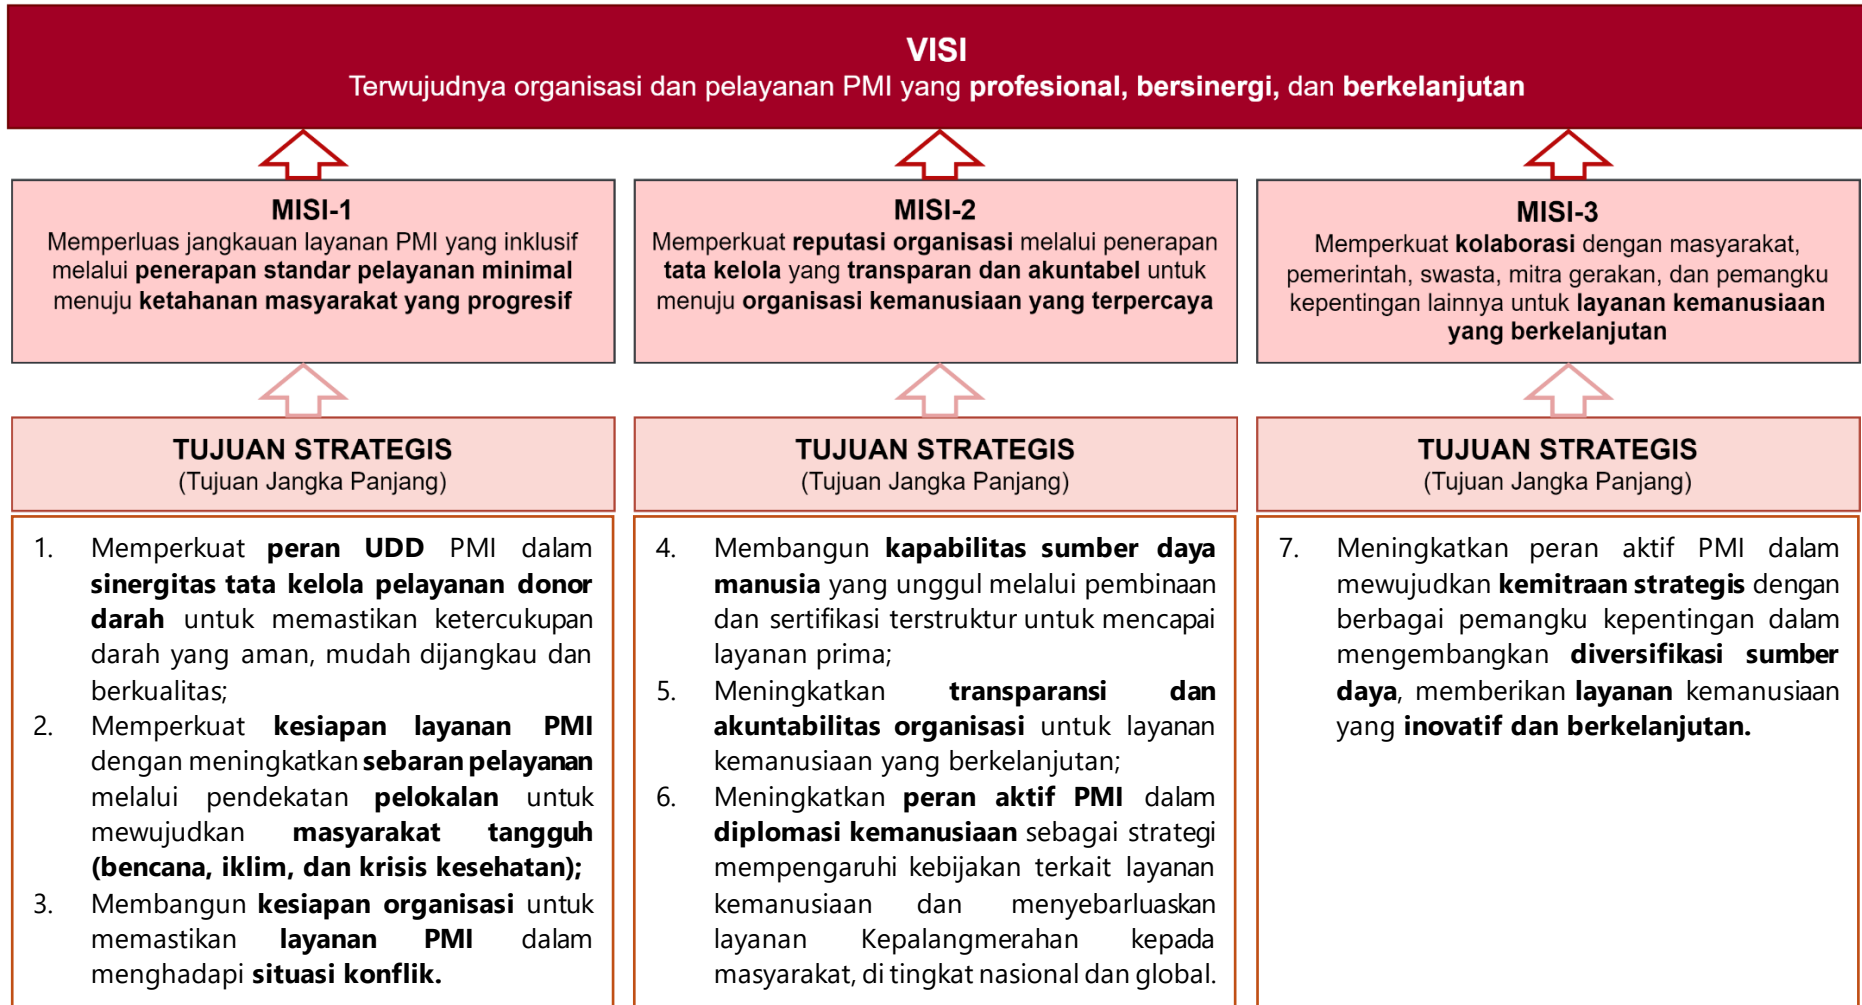 VISI
Terwujudnya organisasi dan pelayanan PMI yang profesional, bersinergi, dan berkelanjutan
MISI-1
Memperluas jangkauan layanan PMI yang inklusif
melalui penerapan standar pelayanan minimal
menuju ketahanan masyarakat yang progresif
MISI-2
Memperkuat reputasi organisasi melalui penerapan
tata kelola yang transparan dan akuntabel untuk
menuju organisasi kemanusiaan yang terpercaya
MISI-3
Memperkuat kolaborasi dengan masyarakat,
pemerintah, swasta, mitra gerakan, dan pemangku
kepentingan lainnya untuk layanan kemanusiaan
yang berkelanjutan
TUJUAN STRATEGIS
(Tujuan Jangka Panjang)
TUJUAN STRATEGIS
(Tujuan Jangka Panjang)
TUJUAN STRATEGIS
(Tujuan Jangka Panjang)
1. Memperkuat peran UDD PMI dalam
sinergitas tata kelola pelayanan donor
darah untuk memastikan ketercukupan
darah yang aman, mudah dijangkau dan
berkualitas;
2. Memperkuat kesiapan layanan PMI
dengan meningkatkan sebaran pelayanan
melalui pendekatan pelokalan untuk
mewujudkan masyarakat tangguh
(bencana, iklim, dan krisis kesehatan);
3. Membangun kesiapan organisasi untuk
memastikan layanan PMI dalam
menghadapi situasi konflik.
4. Membangun kapabilitas sumber daya
manusia yang unggul melalui pembinaan
dan sertifikasi terstruktur untuk mencapai
layanan prima;
5. Meningkatkan transparansi dan
akuntabilitas organisasi untuk layanan
kemanusiaan yang berkelanjutan;
6. Meningkatkan peran aktif PMI dalam
diplomasi kemanusiaan sebagai strategi
mempengaruhi kebijakan terkait layanan
kemanusiaan dan menyebarluaskan
layanan Kepalangmerahan kepada
masyarakat, di tingkat nasional dan global.
7. Meningkatkan peran aktif PMI dalam
mewujudkan kemitraan strategis dengan
berbagai pemangku kepentingan dalam
mengembangkan diversifikasi sumber
daya, memberikan layanan kemanusiaan
yang inovatif dan berkelanjutan.